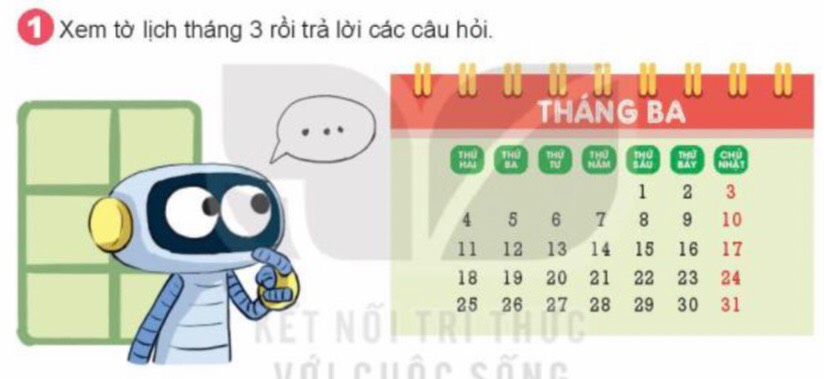 1 Xem tờ lịch tháng 3 rồi trả lời các câu hỏi.
...
THÁNG BA
THỨ HAI THỨ BA THỨ TƯ THỨ NĂM THỨ SÁU THỨ BẢY CHỦ NHẬT
1 2 3
4 5 6 7 8 9 10
11 12 13 14 15 16 17
18 19 20 21 22 23 24
25 26 27 28 29 30 31
KẾT NỐI TRI THỨC
VỚI CUỘC SỐNG